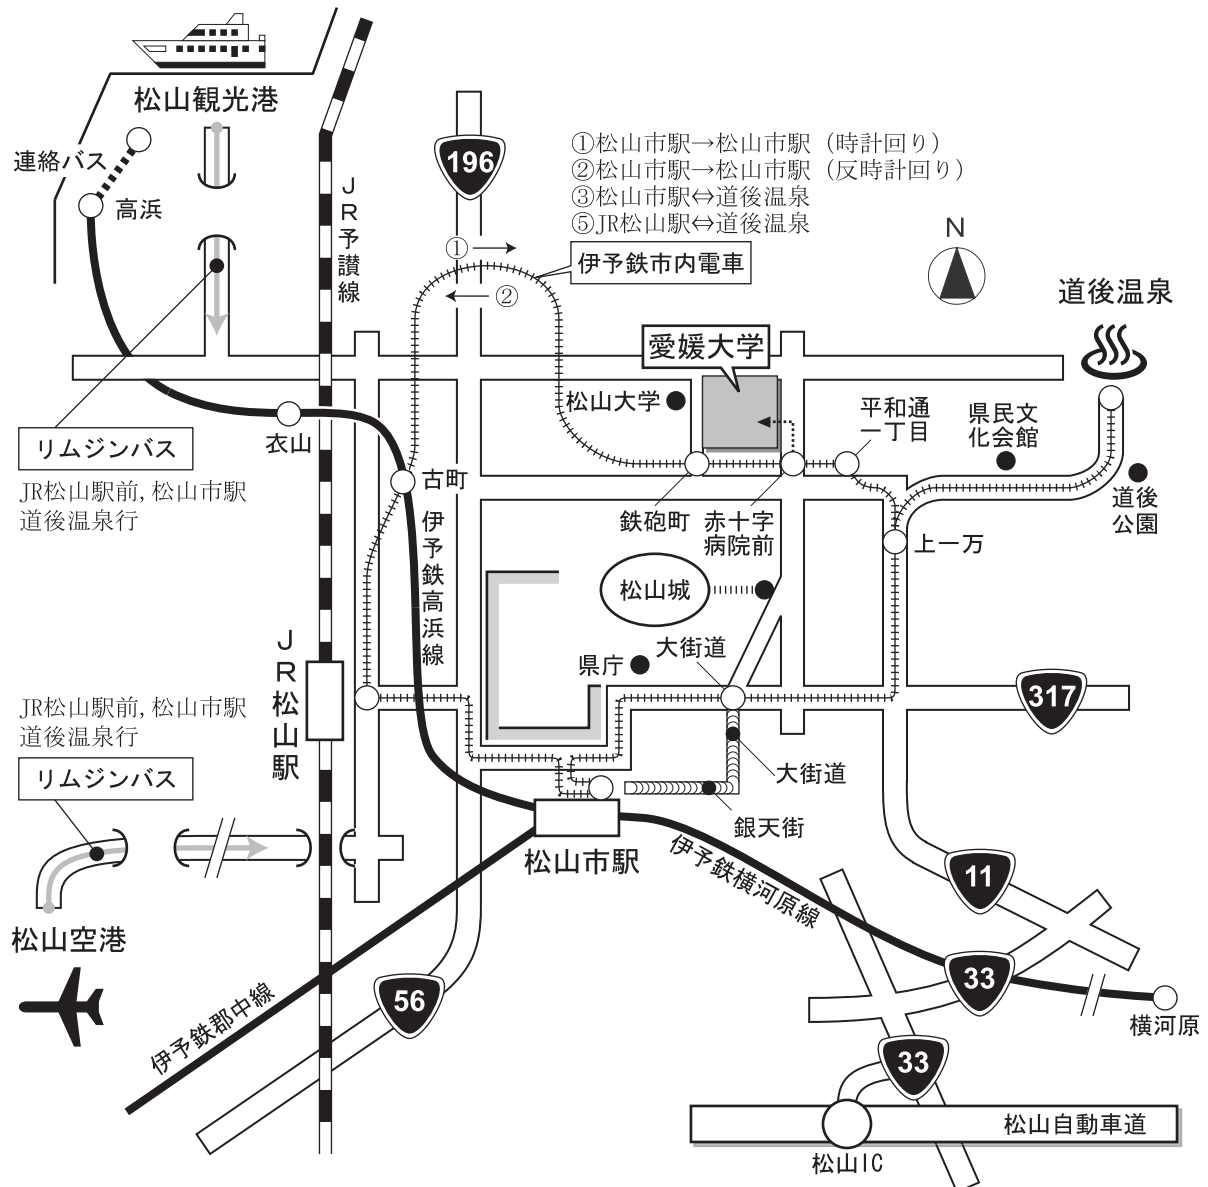 松山観光港
連絡バス
高浜
JR予讃線
196
①松山市駅→松山市駅（時計回り）
②松山市駅→松山市駅（反時計回り）
③松山市駅⇔道後温泉
⑤JR松山駅⇔道後温泉
①
②
伊予鉄市内電車
N
道後温泉
愛媛大学
松山大学
平和通
一丁目
県民文
化会館
道後
公園
リムジンバス
JR松山駅前, 松山市駅
道後温泉行
衣山
古町
鉄砲町
赤十字
病院前
上一万
伊予鉄高浜線
松山城
県庁
大街道
JR松山駅
317
JR松山駅前, 松山市駅
道後温泉行
リムジンバス
大街道
銀天街
松山市駅
伊予鉄横河原線
11
松山空港
伊予鉄郡中線
56
33
横河原
33
松山自動車道
松山IC